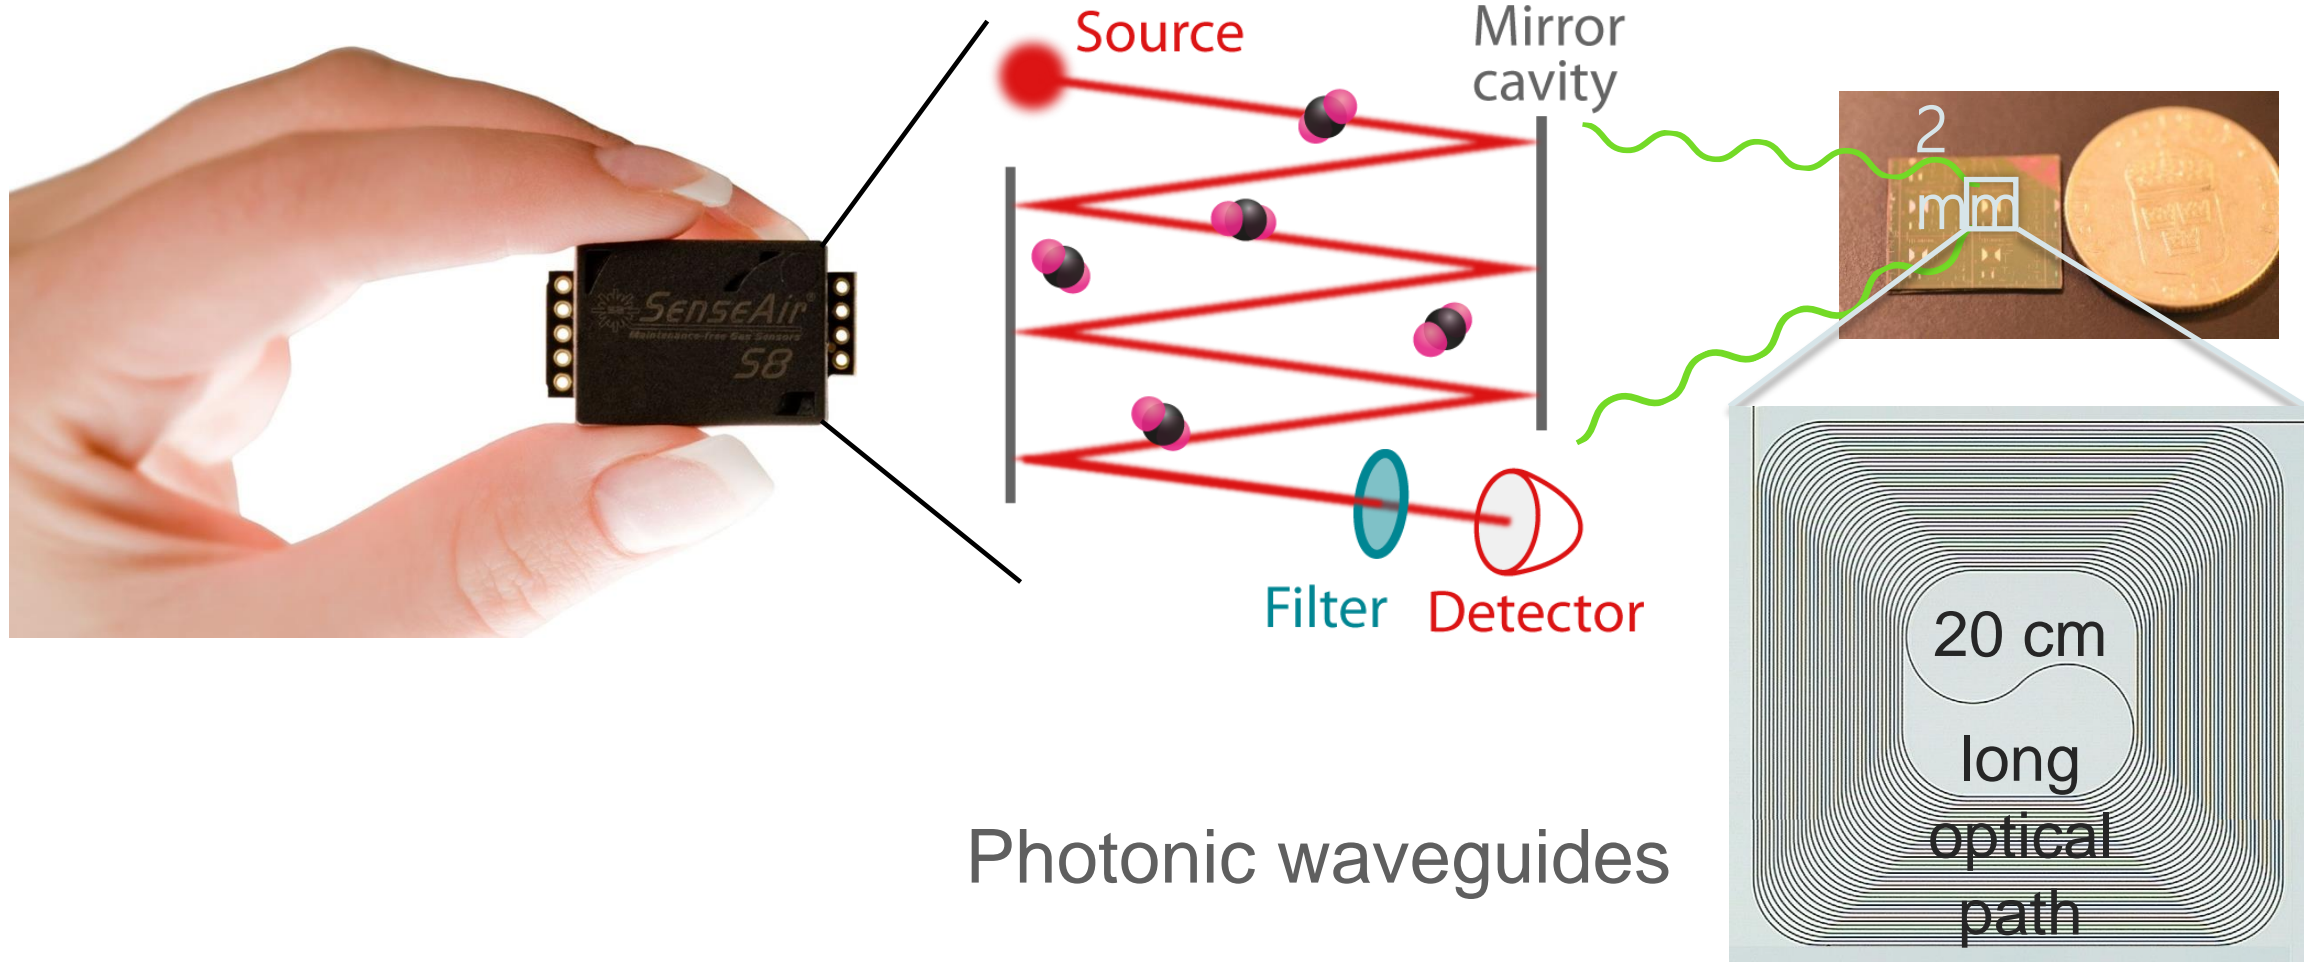 SenseAir®
Maintenance-free Gas Sensors
S8
Source
Mirror
cavity
Filter
Detector
2
mm
20 cm
long
optical
path
Photonic waveguides